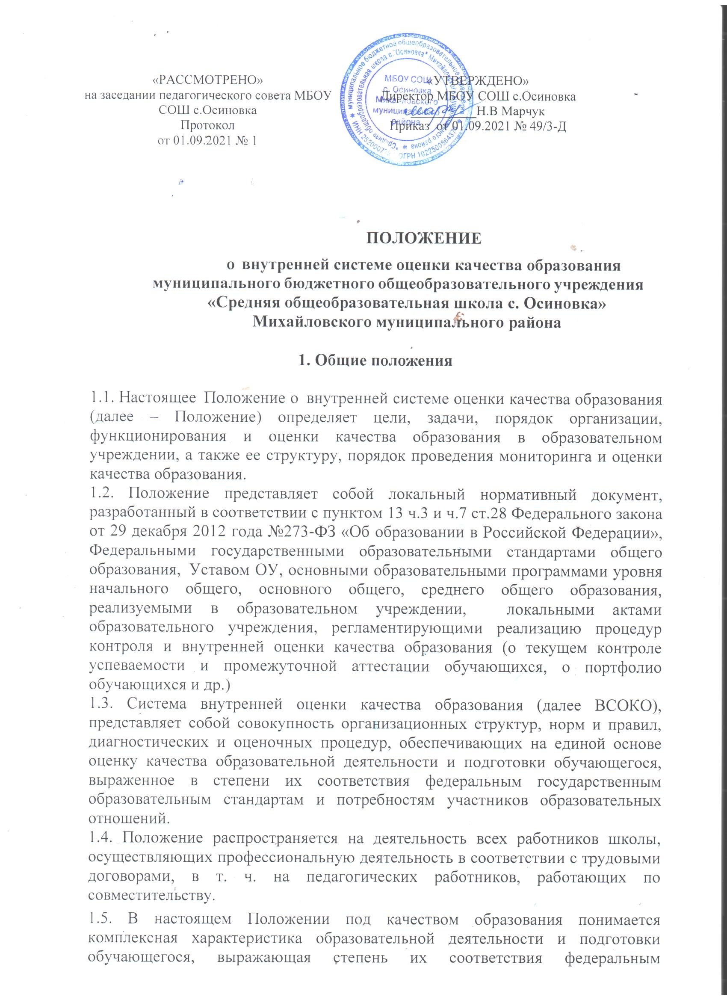 «РАССМОТРЕНО»
на заседании педагогического совета МБОУ
СОШ с.Осиновка
Протокол
от 01.09.2021 № 1
«УТВЕРЖДЕНО»
Директор МБОУ СОШ с.Осиновка
Н.В Марчук
Приказ от 01.09.2021 № 49/3-Д
муниципальное бюджетное общеобразовательное учреждение
"Средняя общеобразовательная школа с. Осиновка" Михайловского муниципального района
МБОУ СОШ
с. Осиновка
Михайловского
муниципального
района
ПОЛОЖЕНИЕ
о внутренней системе оценки качества образования
муниципального бюджетного общеобразовательного учреждения
«Средняя общеобразовательная школа с. Осиновка»
Михайловского муниципального района
1. Общие положения
1.1. Настоящее Положение о внутренней системе оценки качества образования
(далее – Положение) определяет цели, задачи, порядок организации,
функционирования и оценки качества образования в образовательном
учреждении, а также ее структуру, порядок проведения мониторинга и оценки
качества образования.
1.2. Положение представляет собой локальный нормативный документ,
разработанный в соответствии с пунктом 13 ч.3 и ч.7 ст.28 Федерального закона
от 29 декабря 2012 года №273-ФЗ «Об образовании в Российской Федерации»,
Федеральными государственными образовательными стандартами общего
образования, Уставом ОУ, основными образовательными программами уровня
начального общего, основного общего, среднего общего образования,
реализуемыми в образовательном учреждении, локальными актами
образовательного учреждения, регламентирующими реализацию процедур
контроля и внутренней оценки качества образования (о текущем контроле
успеваемости и промежуточной аттестации обучающихся, о портфолио
обучающихся и др.)
1.3. Система внутренней оценки качества образования (далее ВСОКО),
представляет собой совокупность организационных структур, норм и правил,
диагностических и оценочных процедур, обеспечивающих на единой основе
оценку качества образовательной деятельности и подготовки обучающегося,
выраженное в степени их соответствия федеральным государственным
образовательным стандартам и потребностям участников образовательных
отношений.
1.4. Положение распространяется на деятельность всех работников школы,
осуществляющих профессиональную деятельность в соответствии с трудовыми
договорами, в т. ч. на педагогических работников, работающих по
совместительству.
1.5. В настоящем Положении под качеством образования понимается
комплексная характеристика образовательной деятельности и подготовки
обучающегося, выражающая степень их соответствия федеральным